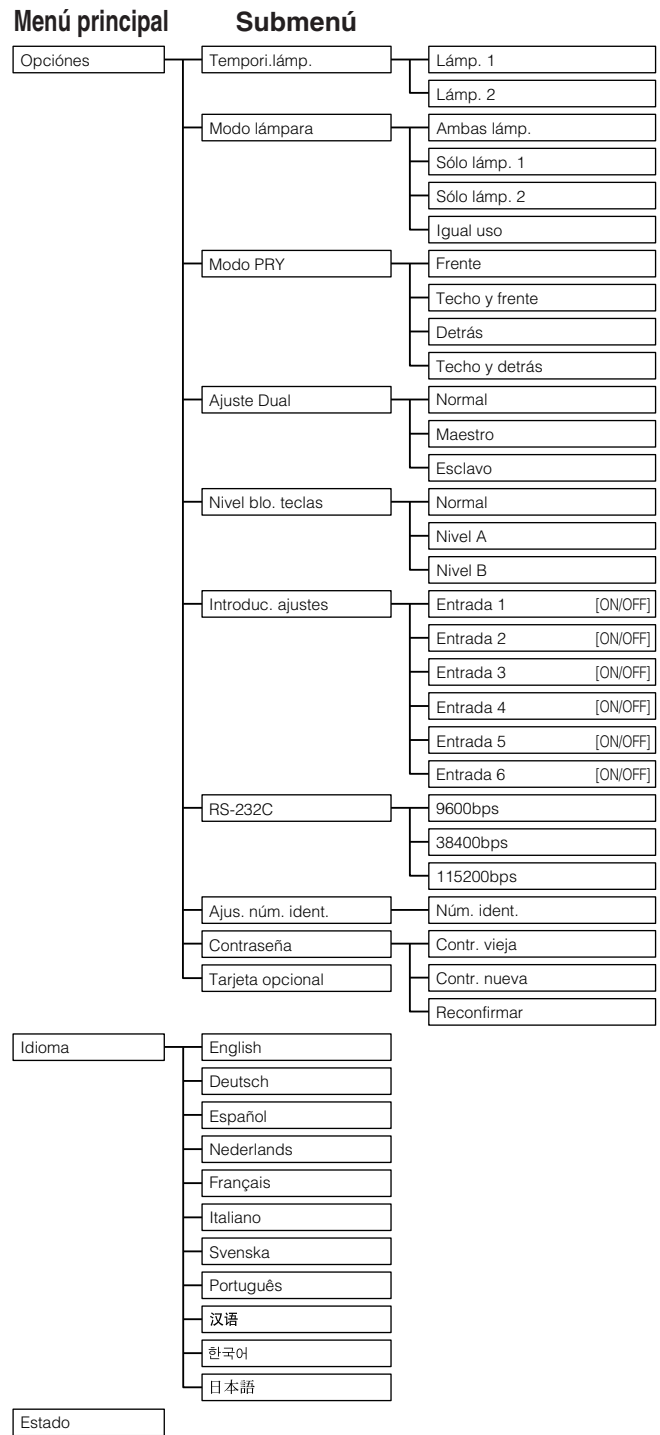 Menú principal Submenú
Opciónes Tempori.lámp. Lámp. 1
Lámp. 2
Modo lámpara Ambas lámp.
Sólo lámp. 1
Sólo lámp. 2
Igual uso
Modo PRY Frente
Techo y frente
Detrás
Techo y detrás
Ajuste Dual Normal
Maestro
Esclavo
Nivel blo. teclas Normal
Nivel A
Nivel B
Introduc. ajustes Entrada 1 [ON/OFF]
Entrada 2 [ON/OFF]
Entrada 3 [ON/OFF]
Entrada 4 [ON/OFF]
Entrada 5 [ON/OFF]
Entrada 6 [ON/OFF]
RS-232C 9600bps
38400bps
115200bps
Ajus. núm. ident. Núm. ident.
Contraseña Contr. vieja
Tarjeta opcional Contr. nueva
Reconfirmar
Idioma English
Deutsch
Español
Nederlands
Français
Italiano
Svenska
Português
汉语
한국어
日本語
Estado